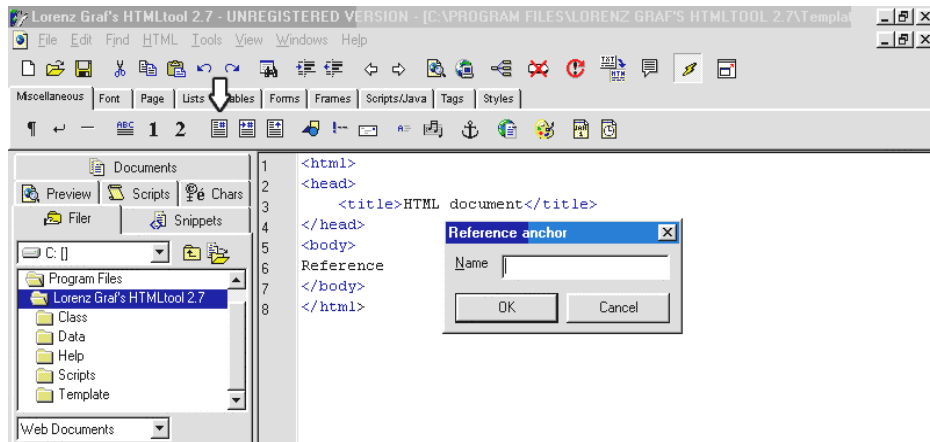 Lorenz Graf's HTMLtool 2.7 - UNREGISTERED VERSION - [C:\PROGRAM FILES\LORENZ GRAF'S HTMLTOOL 2.7\Templa
File Edit Find HTML Tools View Windows Help
Miscellaneous Font Page Lists Tables Forms Frames Scripts/Java Tags Styles
ABC 1 2
Documents
Preview Scripts Chars
Filer Snippets
C: []
Program Files
Lorenz Graf's HTMLtool 2.7
Class
Data
Help
Scripts
Template
Web Documents
1 <html>
2 <head>
3 <title>HTML document</title>
4 </head>
5 <body>
6 Reference
7 </body>
8 </html>
Reference anchor
Name
OK Cancel